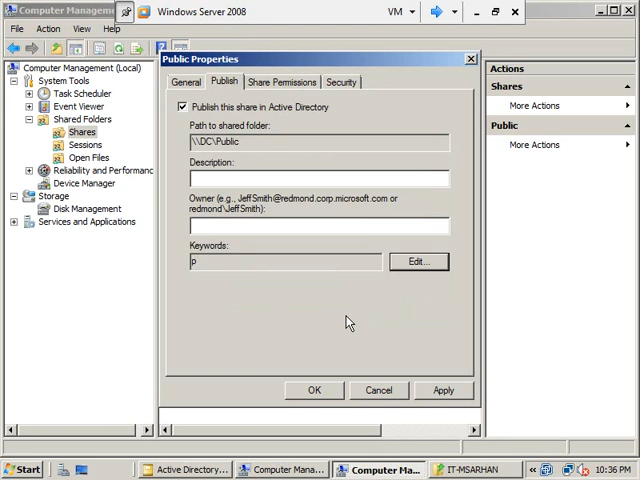 Computer Management
Windows Server 2008
VM
File
Action
View
Help
Computer Management (Local)
System Tools
Task Scheduler
Event Viewer
Shared Folders
Shares
Sessions
Open Files
Reliability and Performanc
Device Manager
Storage
Disk Management
Services and Applications
Public Properties
General
Publish
Share Permissions
Security
Publish this share in Active Directory
Path to shared folder:
\\DC\Public
Description:
Owner (e.g., JeffSmith@redmond.corp.microsoft.com or
redmond\JeffSmith):
Keywords:
p
Edit...
OK
Cancel
Apply
Actions
Shares
More Actions
Public
More Actions
Start
Active Directory...
Computer Mana...
Computer Ma...
IT-MSARHAN
10:36 PM